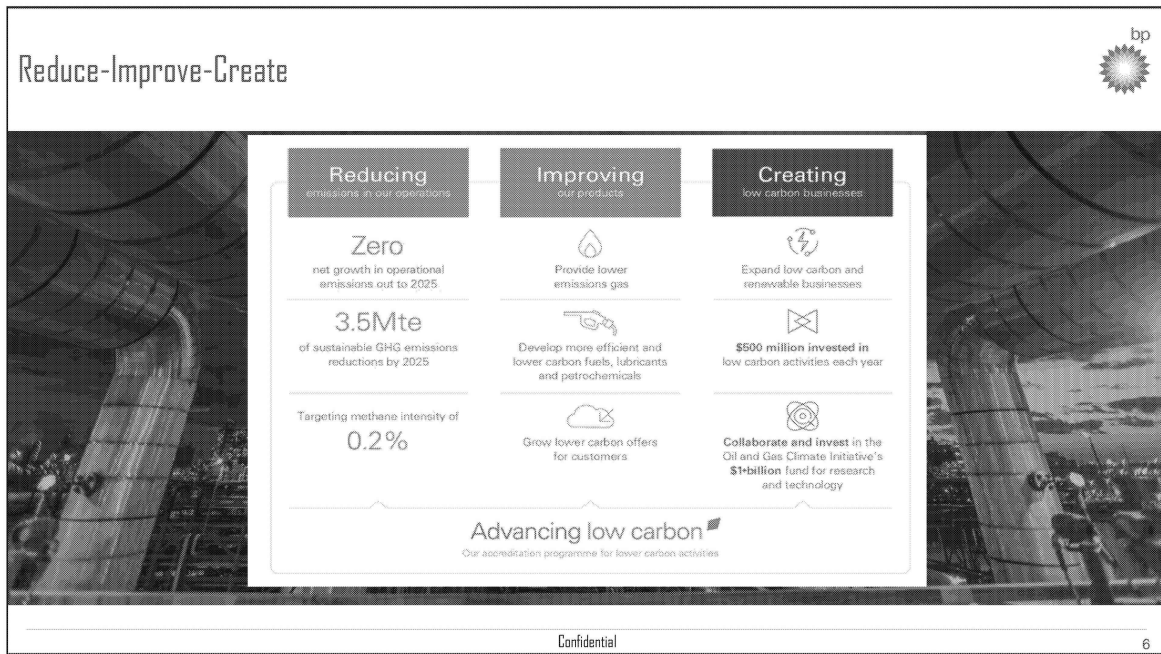 bp
Reduce-Improve-Create
Reducing
emissions in our operations
Zero
net growth in operational
emissions out to 2025
3.5Mte
of sustainable GHG emissions
reductions by 2025
Targeting methane intensity of
0.2%
Improving
our products
Provide lower
emissions gas
Develop more efficient and
lower carbon fuels, lubricants
and petrochemicals
Grow lower carbon offers
for customers
Creating
low carbon businesses
Expand low carbon and
renewable businesses
$500 million invested in
low carbon activities each year
Collaborate and invest in the
Oil and Gas Climate Initiative's
$1+billion fund for research
and technology
Advancing low carbon
Our accreditation programme for lower carbon activities
Confidential
6